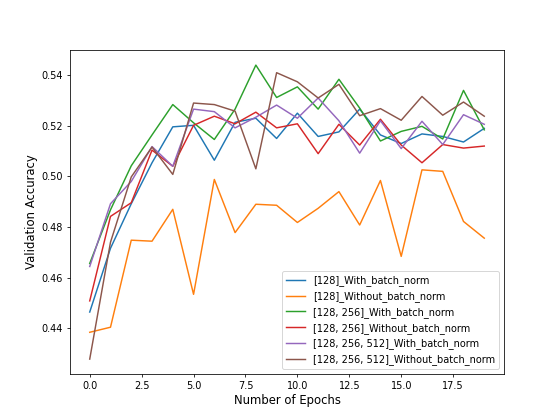 0.54
0.52
0.50
0.48
0.46
0.44
Validation Accuracy
[128]_With_batch_norm
[128]_Without_batch_norm
[128, 256]_With_batch_norm
[128, 256]_Without_batch_norm
[128, 256, 512]_With_batch_norm
[128, 256, 512]_Without_batch_norm
0.0 2.5 5.0 7.5 10.0 12.5 15.0 17.5
Number of Epochs